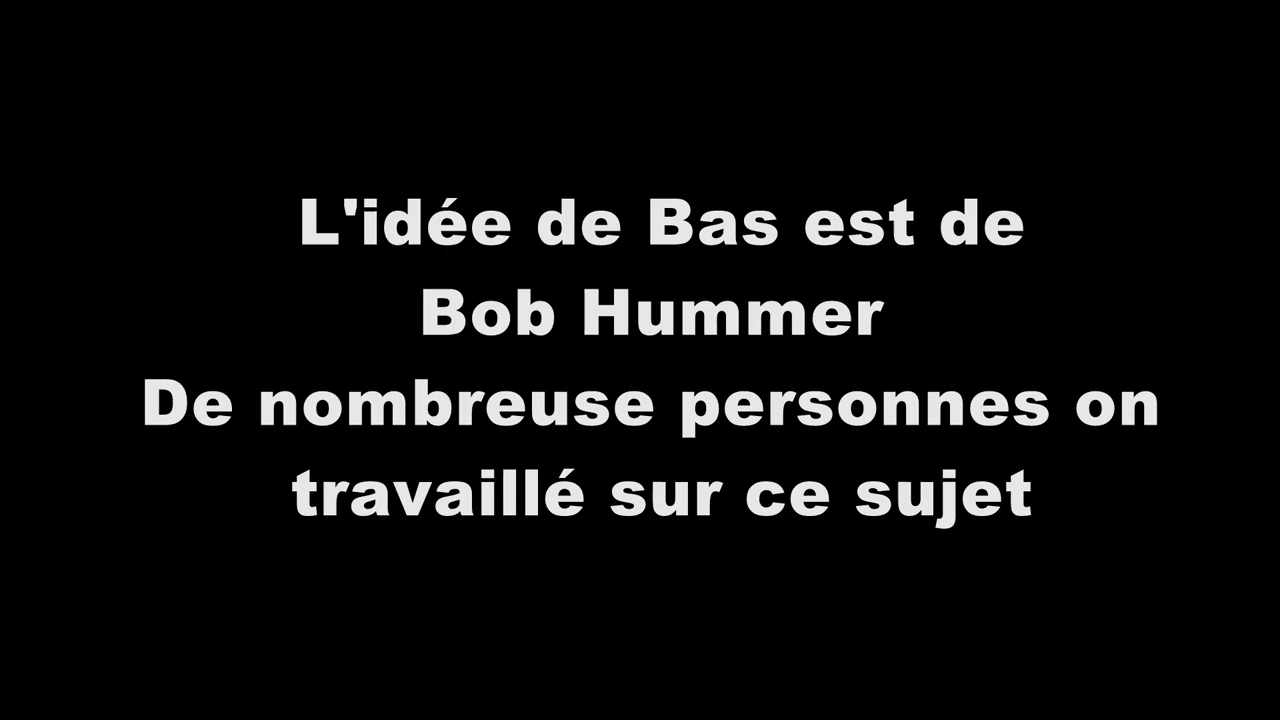 L'idée de Bas est de
Bob Hummer
De nombreuse personnes on
travaillé sur ce sujet